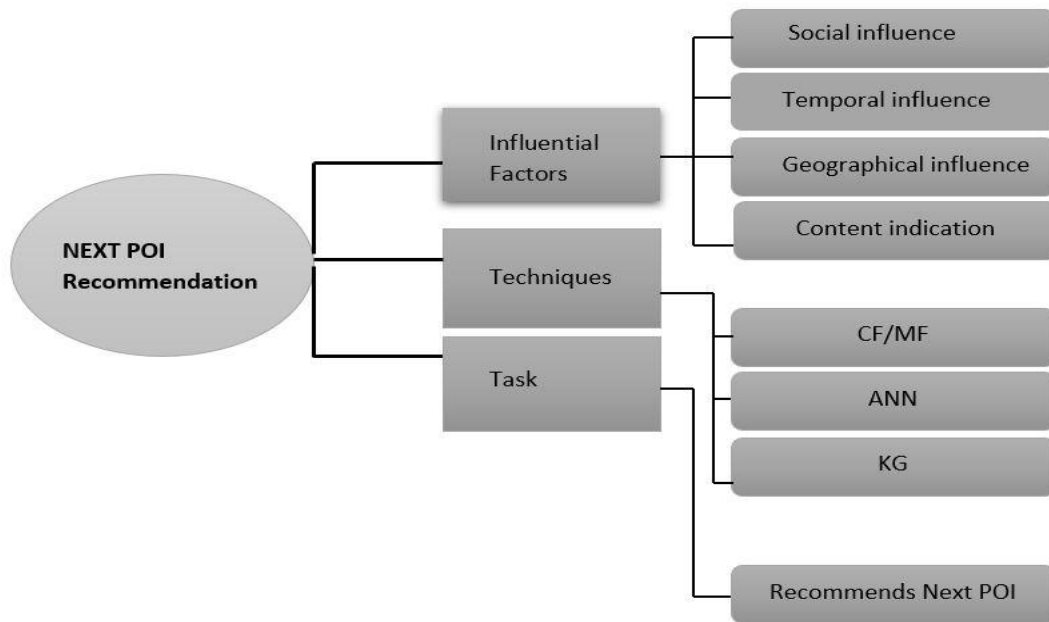 NEXT POI
Recommendation
Influential
Factors
Techniques
Task
Social influence
Temporal influence
Geographical influence
Content indication
CF/MF
ANN
KG
Recommends Next POI